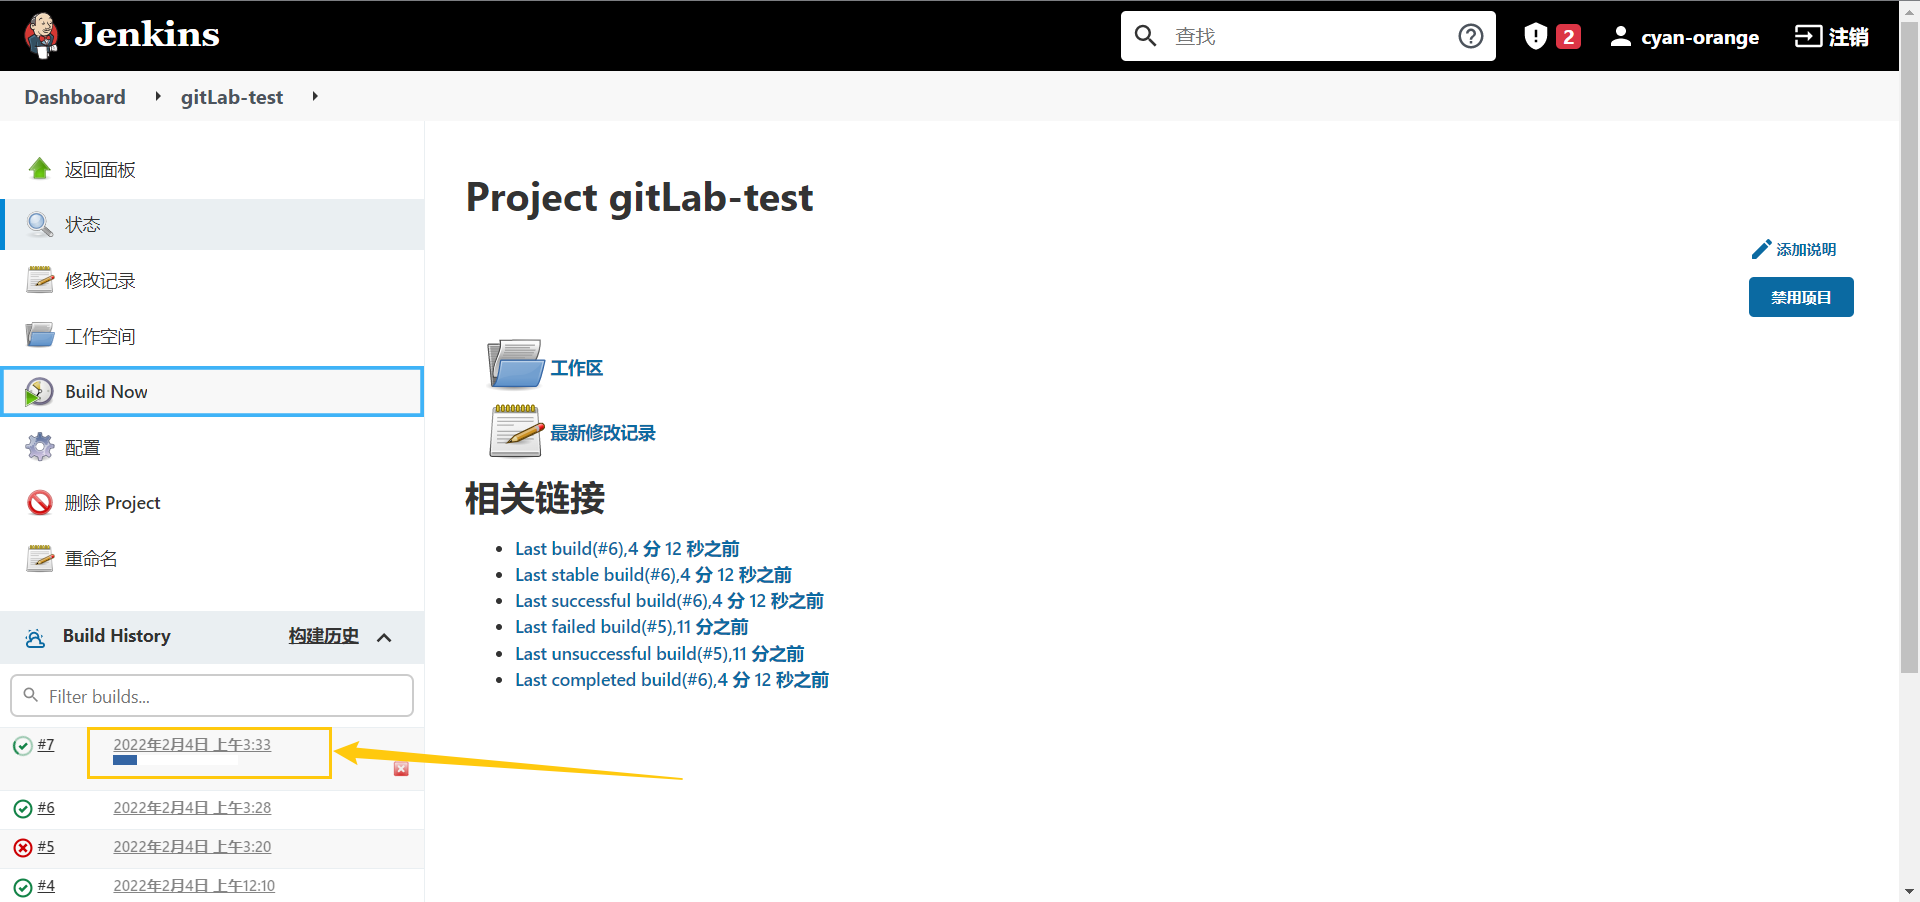 Jenkins
查找
2
cyan-orange
注销
Dashboard
gitLab-test
返回面板
状态
修改记录
工作空间
Build Now
配置
删除 Project
重命名
Build History
构建历史
Filter builds...
#7
2022年2月4日 上午3:33
#6
2022年2月4日 上午3:28
#5
2022年2月4日 上午3:20
#4
2022年2月4日 上午12:10
Project gitLab-test
添加说明
禁用项目
工作区
最新修改记录
相关链接
Last build(#6),4 分 12 秒之前
Last stable build(#6),4 分 12 秒之前
Last successful build(#6),4 分 12 秒之前
Last failed build(#5),11 分之前
Last unsuccessful build(#5),11 分之前
Last completed build(#6),4 分 12 秒之前